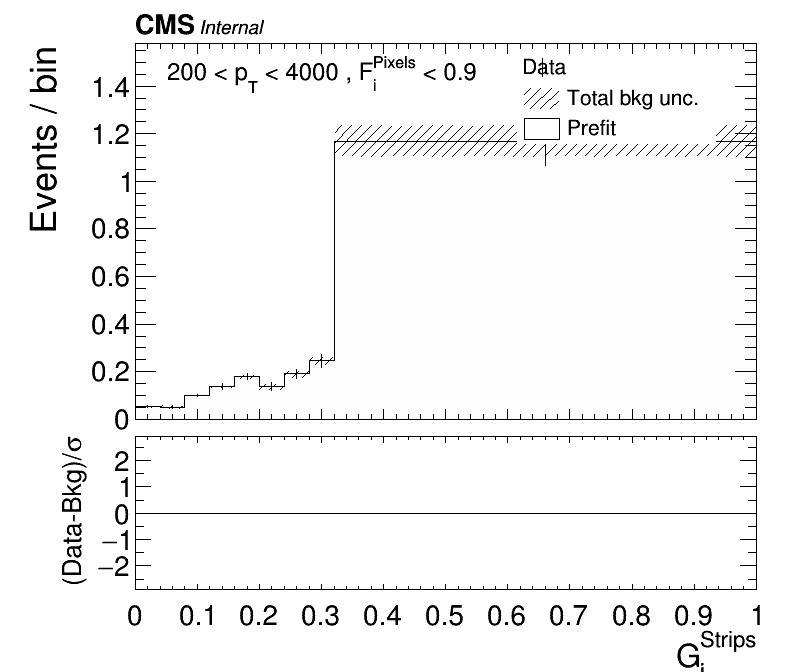 CMS Internal
200 < p_T < 4000 , F_i^Pixels < 0.9
Data
Total bkg unc.
Prefit
Events / bin
1.4
1.2
1
0.8
0.6
0.4
0.2
0
(Data-Bkg)/σ
2
1
0
−1
−2
0 0.1 0.2 0.3 0.4 0.5 0.6 0.7 0.8 0.9 1
G_i^Strips